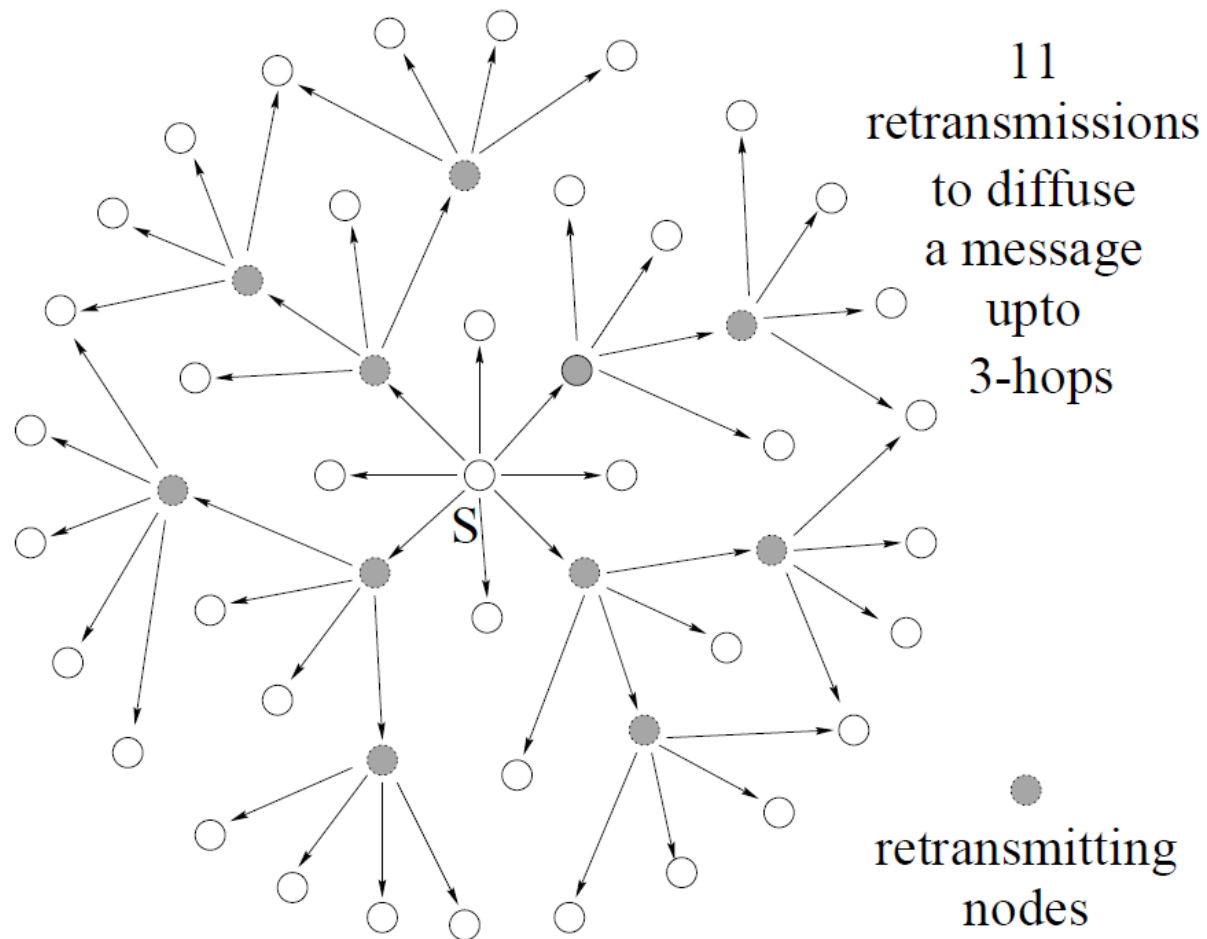 11
retransmissions
to diffuse
a message
upto
3-hops
S
retransmitting
nodes